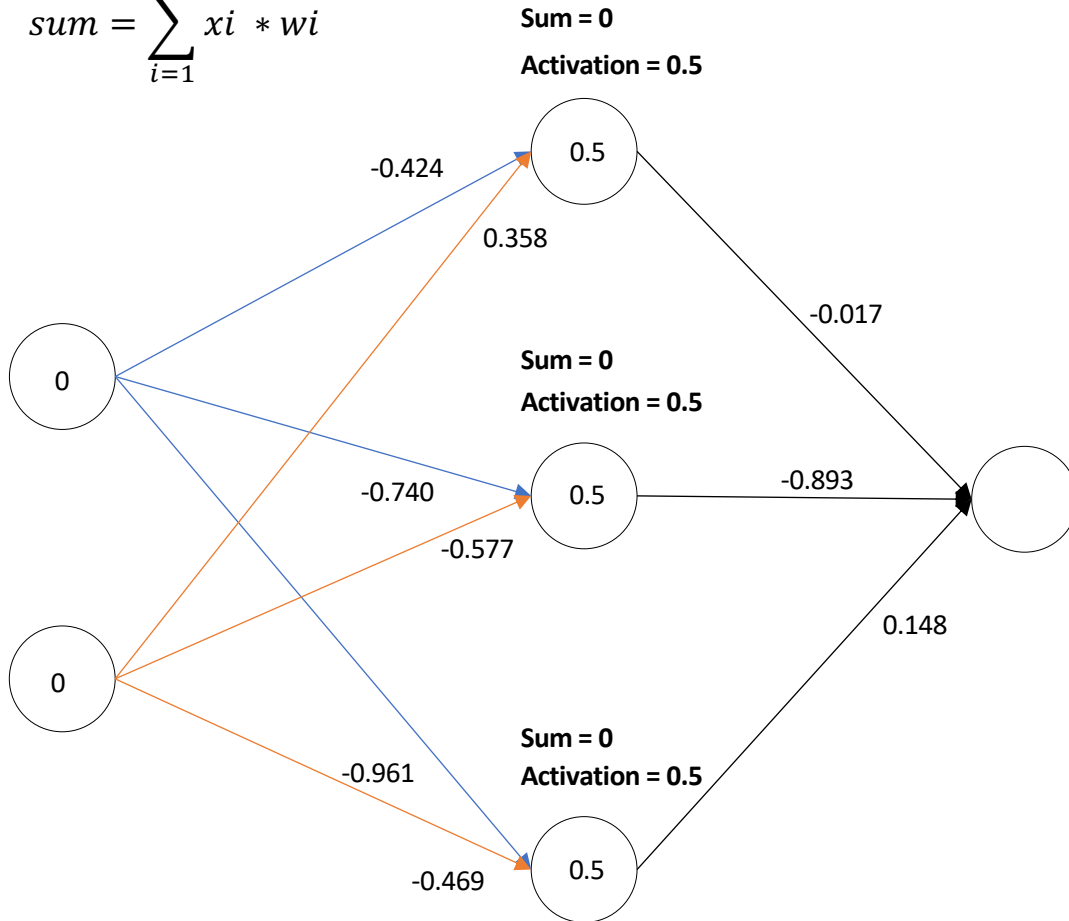 sum = ∑ xi * wi
i=1
Sum = 0
Activation = 0.5
0.5
-0.424
0.358
-0.017
Sum = 0
Activation = 0.5
0
0.5
-0.893
-0.740
-0.577
0.148
0
Sum = 0
Activation = 0.5
-0.961
0.5
-0.469